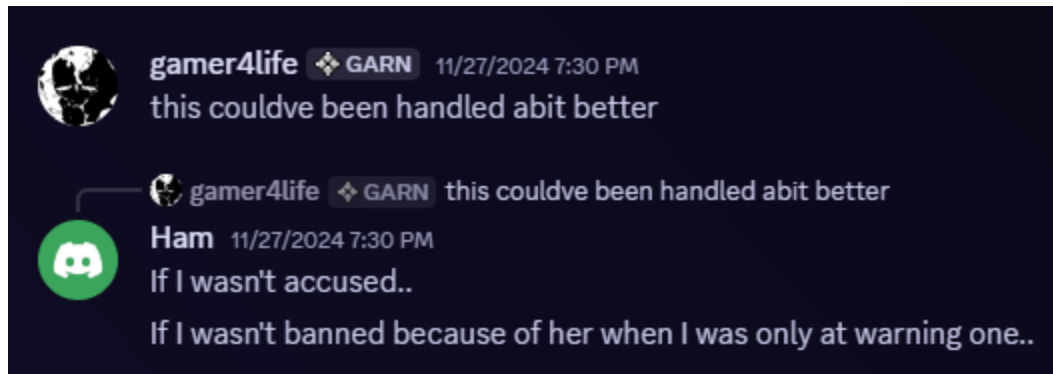 gamer4life GARN 11/27/2024 7:30 PM
this couldve been handled abit better
gamer4life GARN this couldve been handled abit better
Ham 11/27/2024 7:30 PM
If I wasn't accused..
If I wasn't banned because of her when I was only at warning one..